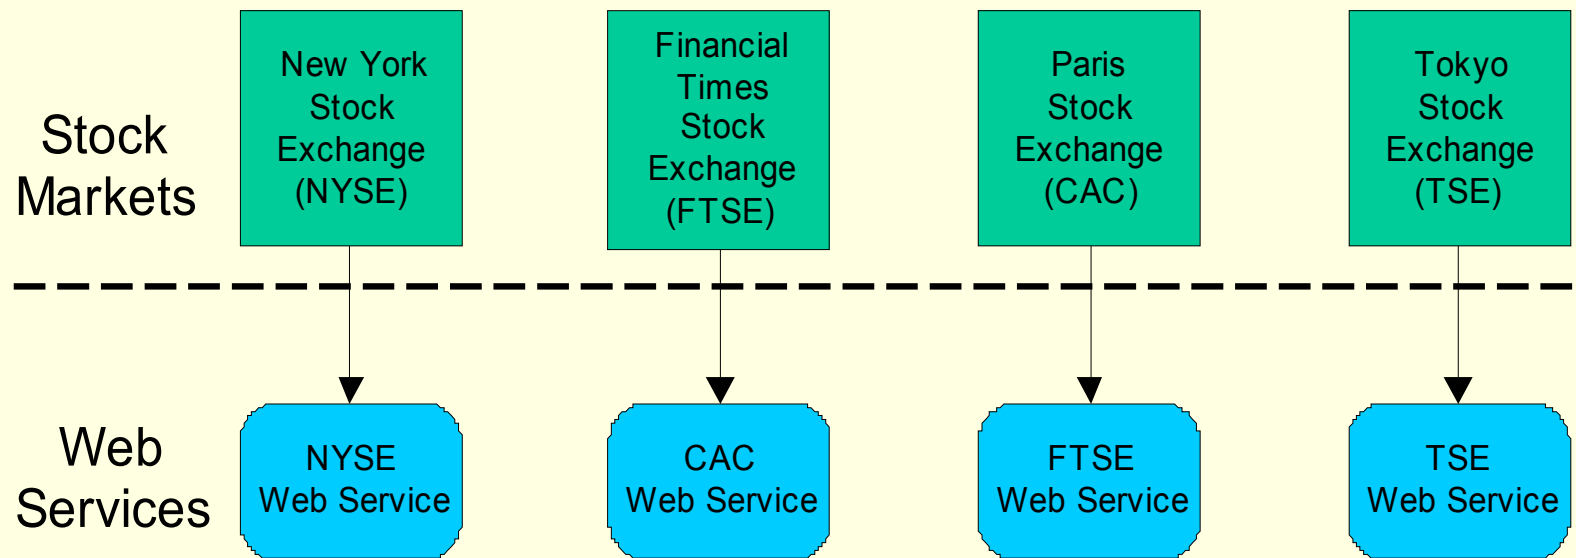 Stock
Markets
New York
Stock
Exchange
(NYSE)
Financial
Times
Stock
Exchange
(FTSE)
Paris
Stock
Exchange
(CAC)
Tokyo
Stock
Exchange
(TSE)
Web
Services
NYSE
Web Service
CAC
Web Service
FTSE
Web Service
TSE
Web Service